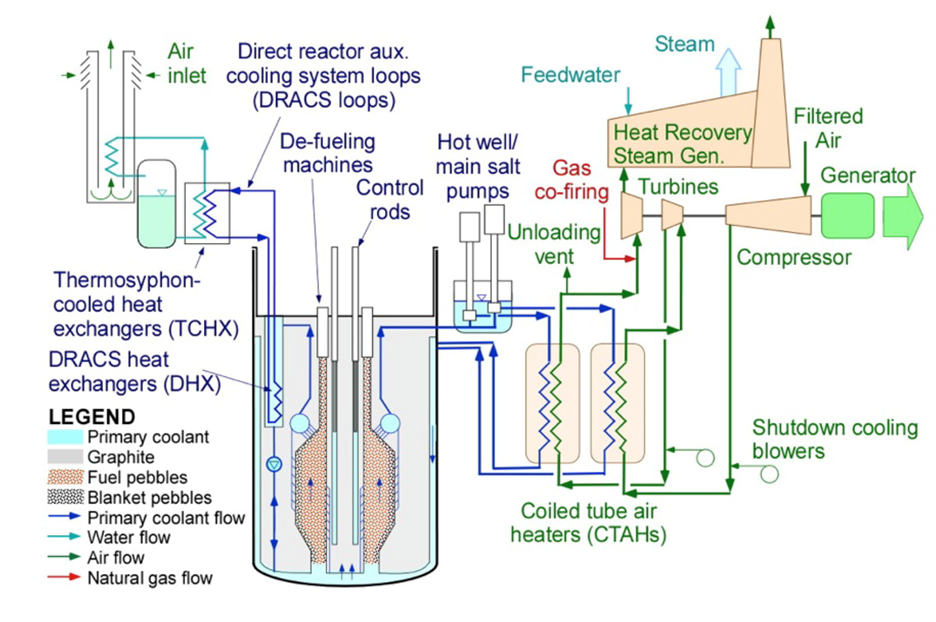 Air
inlet
Direct reactor aux.
cooling system loops
(DRACS loops)
De-fueling
machines
Control
rods
Hot well/
main salt
pumps
Steam
Feedwater
Heat Recovery
Steam Gen.
Filtered
Air
Gas
co-firing
Turbines
Generator
Unloading
vent
Compressor
Thermosyphon-
cooled heat
exchangers (TCHX)
DRACS heat
exchangers (DHX)
LEGEND
Primary coolant
Graphite
Fuel pebbles
Blanket pebbles
Primary coolant flow
Water flow
Air flow
Natural gas flow
Shutdown cooling
blowers
Coiled tube air
heaters (CTAHs)